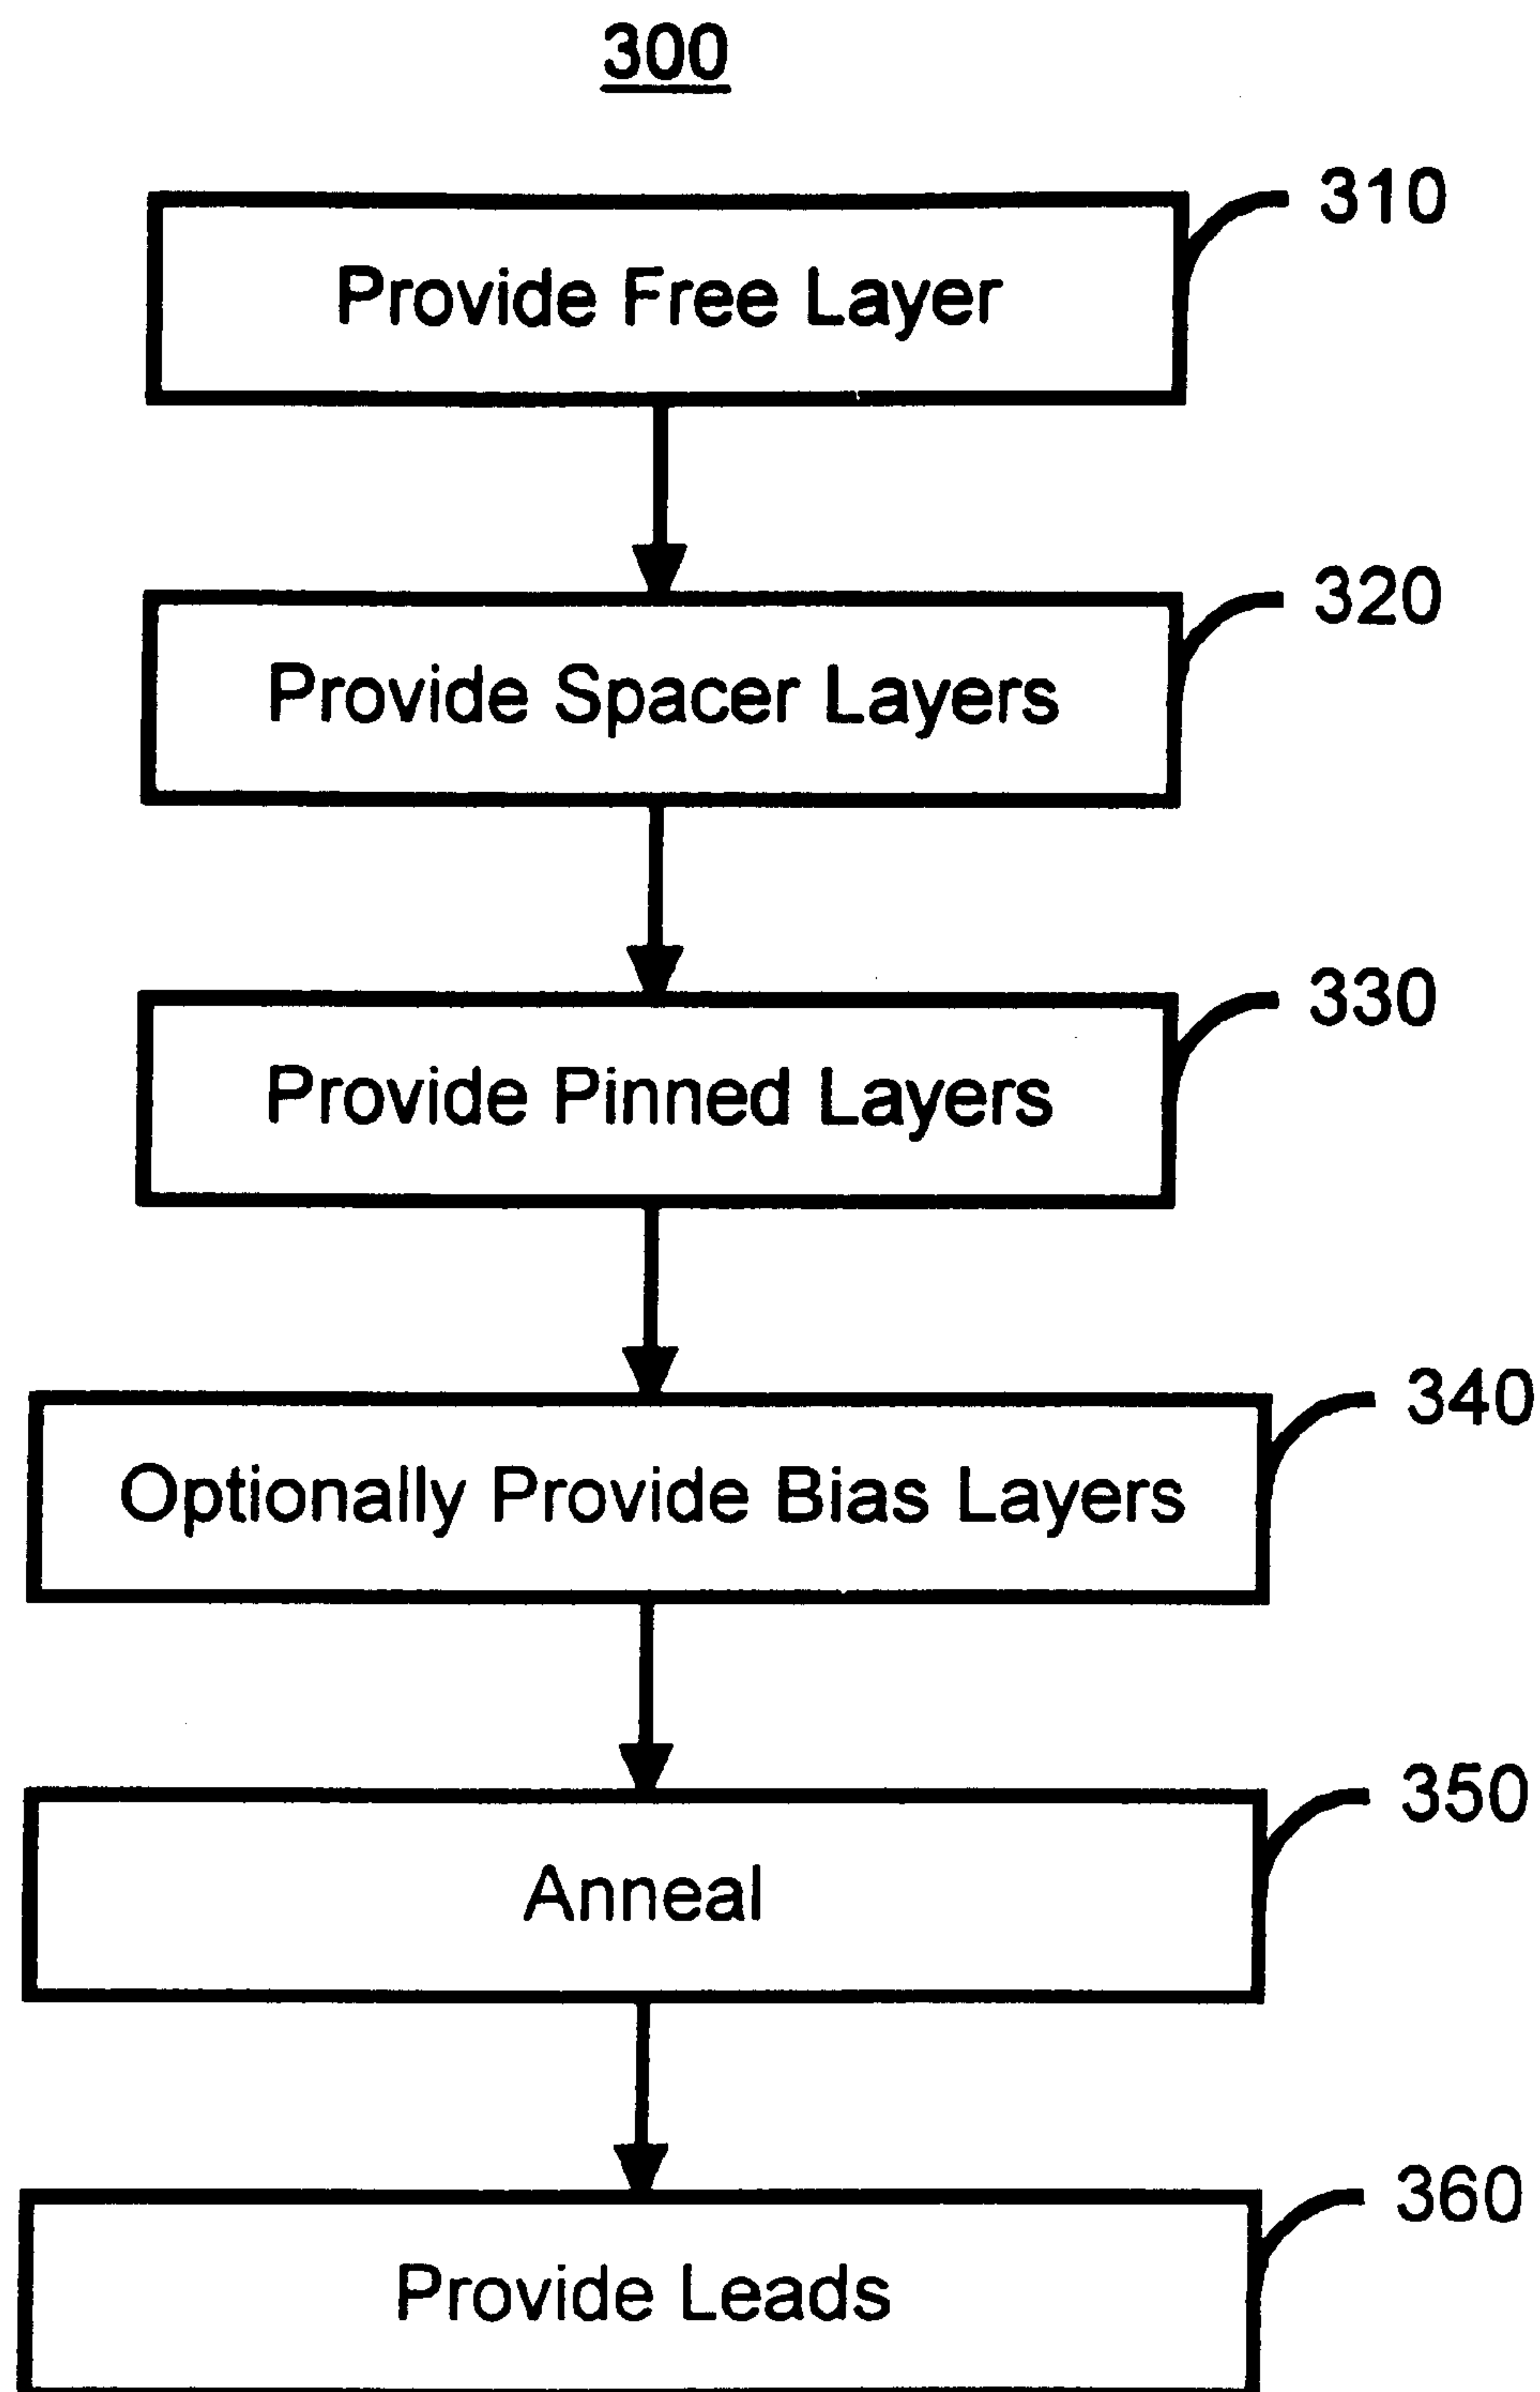 300
310
Provide Free Layer
320
Provide Spacer Layers
330
Provide Pinned Layers
340
Optionally Provide Bias Layers
350
Anneal
360
Provide Leads